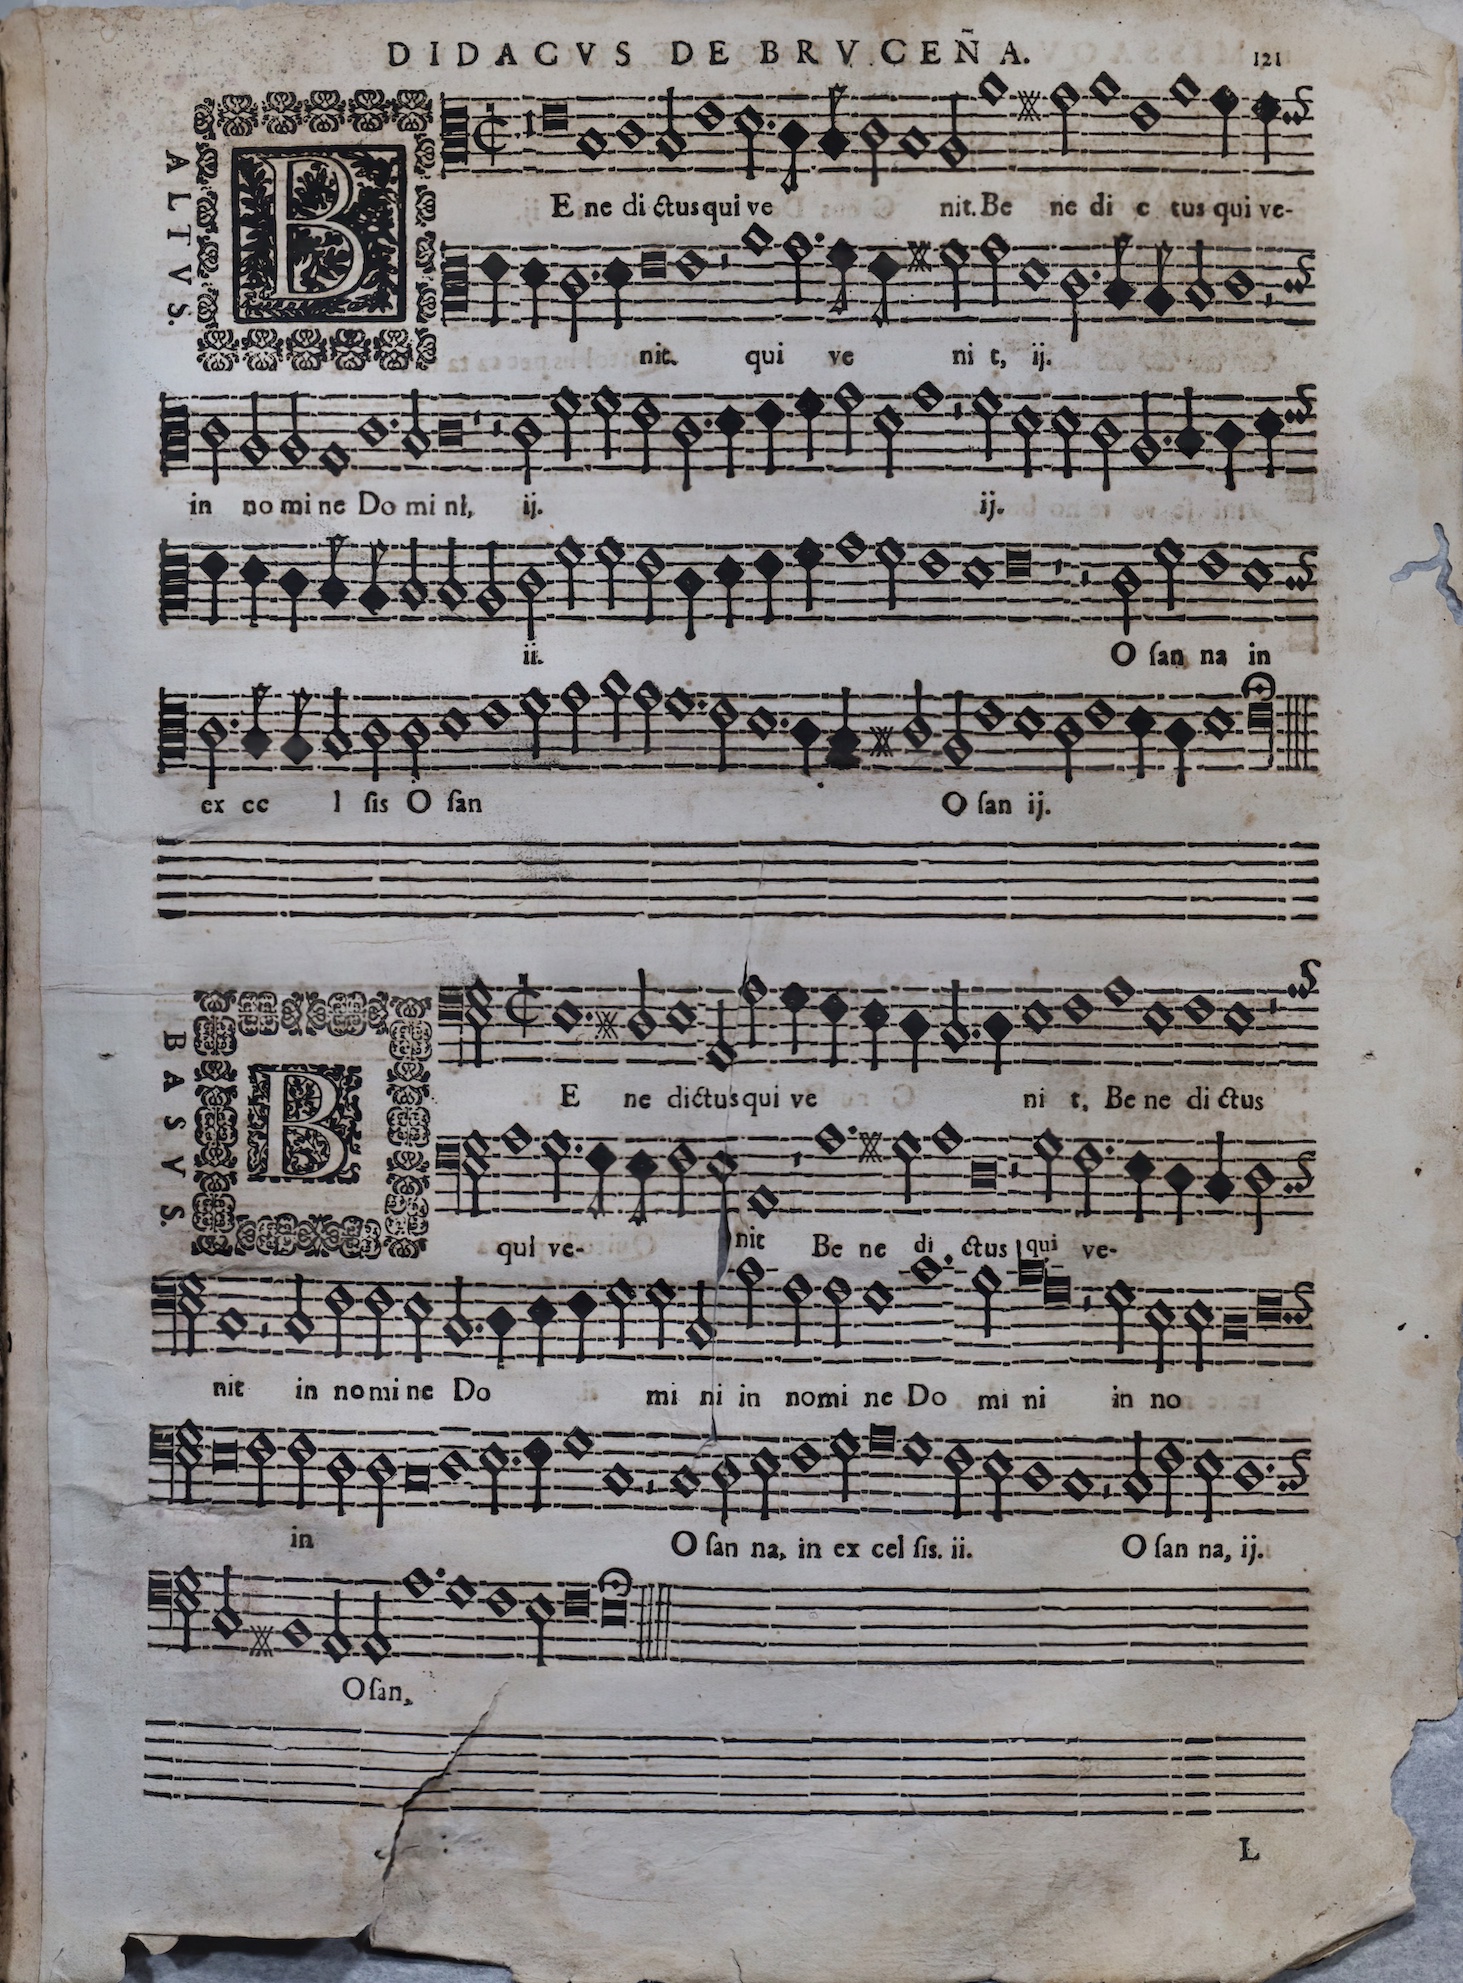 DIDACVS DE BRVCEÑA.
121
ALTVS.
B
E ne di ctus qui ve nit. Be ne di c tus qui ve-
nit. qui ve ni t, ij.
in no mi ne Do mi ni, ij. ij.
ii.
O ſan na in
ex ce l ſis O ſan O ſan ij.
BASVS.
B
E ne dictus qui ve ni t, Be ne di ctus
qui ve- nit Be ne di ctus qui ve-
nit in no mi ne Do mi ni in nomi ne Do mi ni in no
in O ſan na, in ex cel ſis. ii. O ſan na, ij.
O ſan,
L